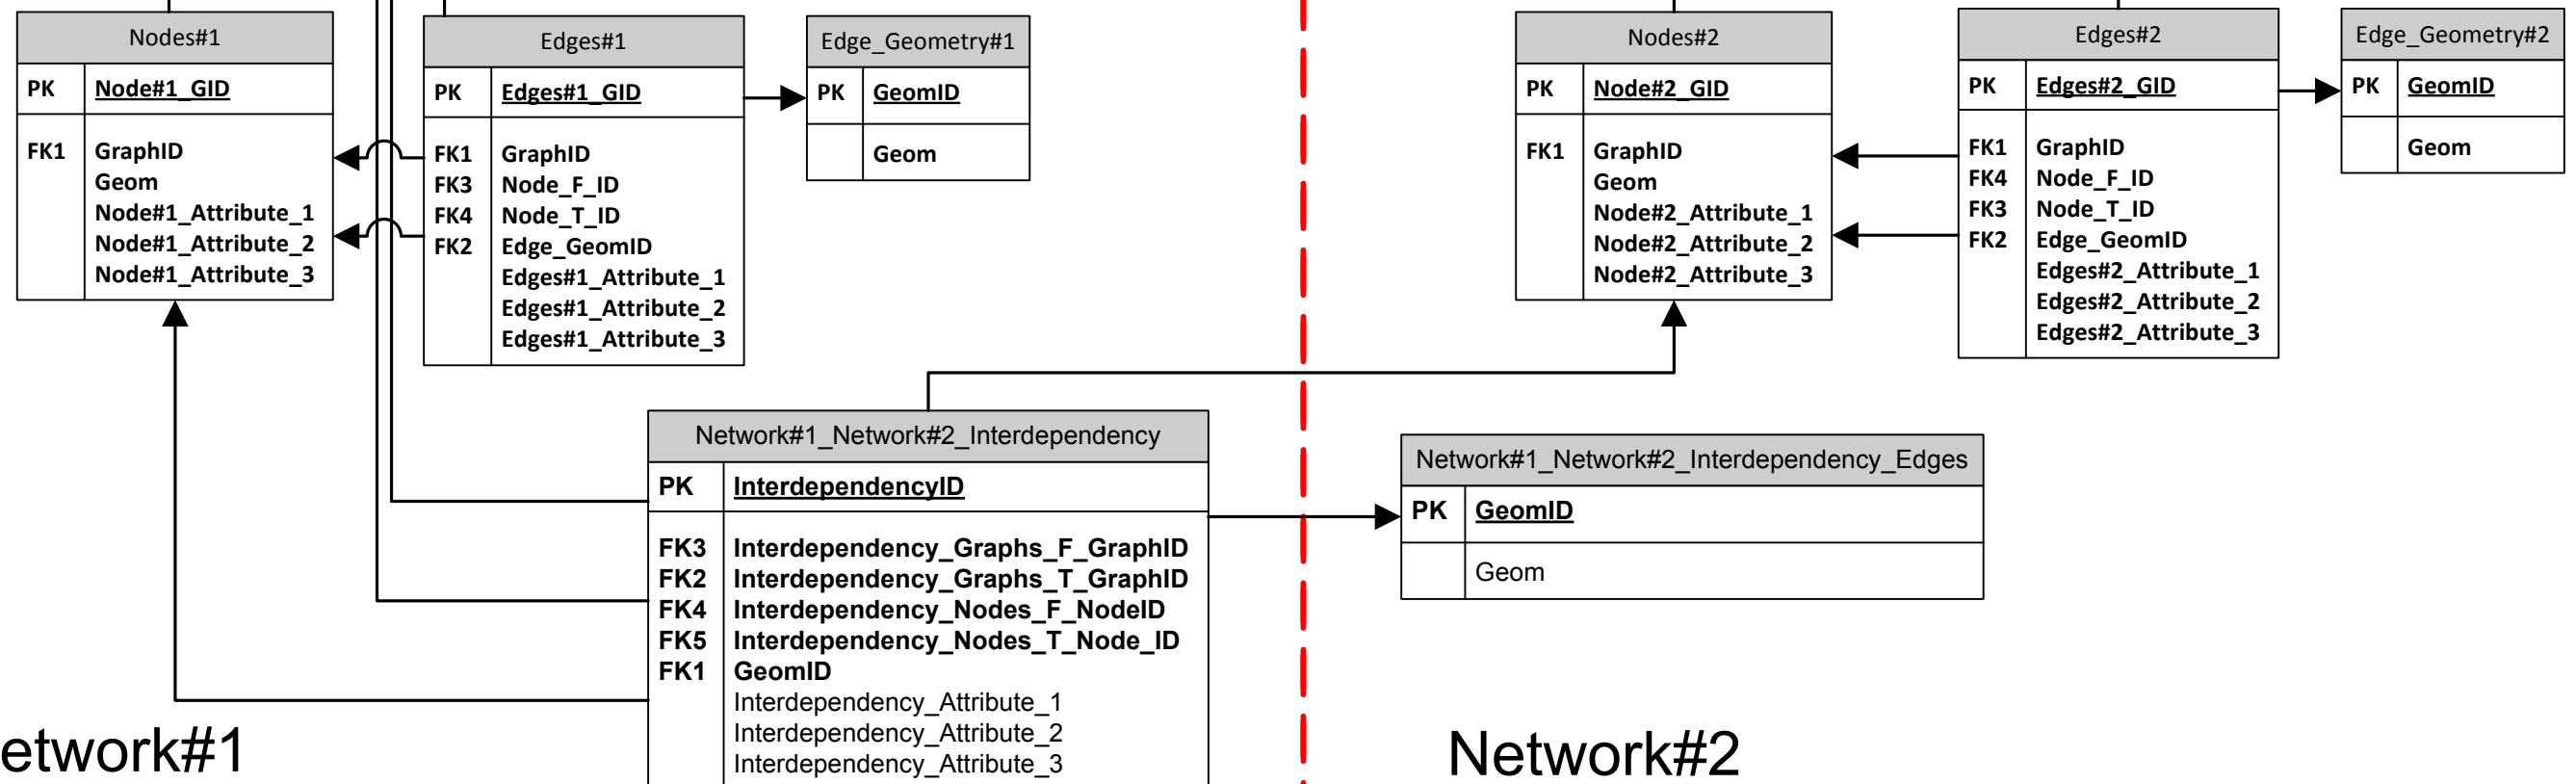 Nodes#1
PK Node#1_GID
FK1 GraphID
Geom
Node#1_Attribute_1
Node#1_Attribute_2
Node#1_Attribute_3
Edges#1
PK Edges#1_GID
FK1 GraphID
FK3 Node_F_ID
FK4 Node_T_ID
FK2 Edge_GeomID
Edges#1_Attribute_1
Edges#1_Attribute_2
Edges#1_Attribute_3
Edge_Geometry#1
PK GeomID
Geom
Nodes#2
PK Node#2_GID
FK1 GraphID
Geom
Node#2_Attribute_1
Node#2_Attribute_2
Node#2_Attribute_3
Edges#2
PK Edges#2_GID
FK1 GraphID
FK4 Node_F_ID
FK3 Node_T_ID
FK2 Edge_GeomID
Edges#2_Attribute_1
Edges#2_Attribute_2
Edges#2_Attribute_3
Edge_Geometry#2
PK GeomID
Geom
Network#1_Network#2_Interdependency
PK InterdependencyID
FK3 Interdependency_Graphs_F_GraphID
FK2 Interdependency_Graphs_T_GraphID
FK4 Interdependency_Nodes_F_NodeID
FK5 Interdependency_Nodes_T_Node_ID
FK1 GeomID
Interdependency_Attribute_1
Interdependency_Attribute_2
Interdependency_Attribute_3
Network#1_Network#2_Interdependency_Edges
PK GeomID
Geom
etwork#1
Network#2